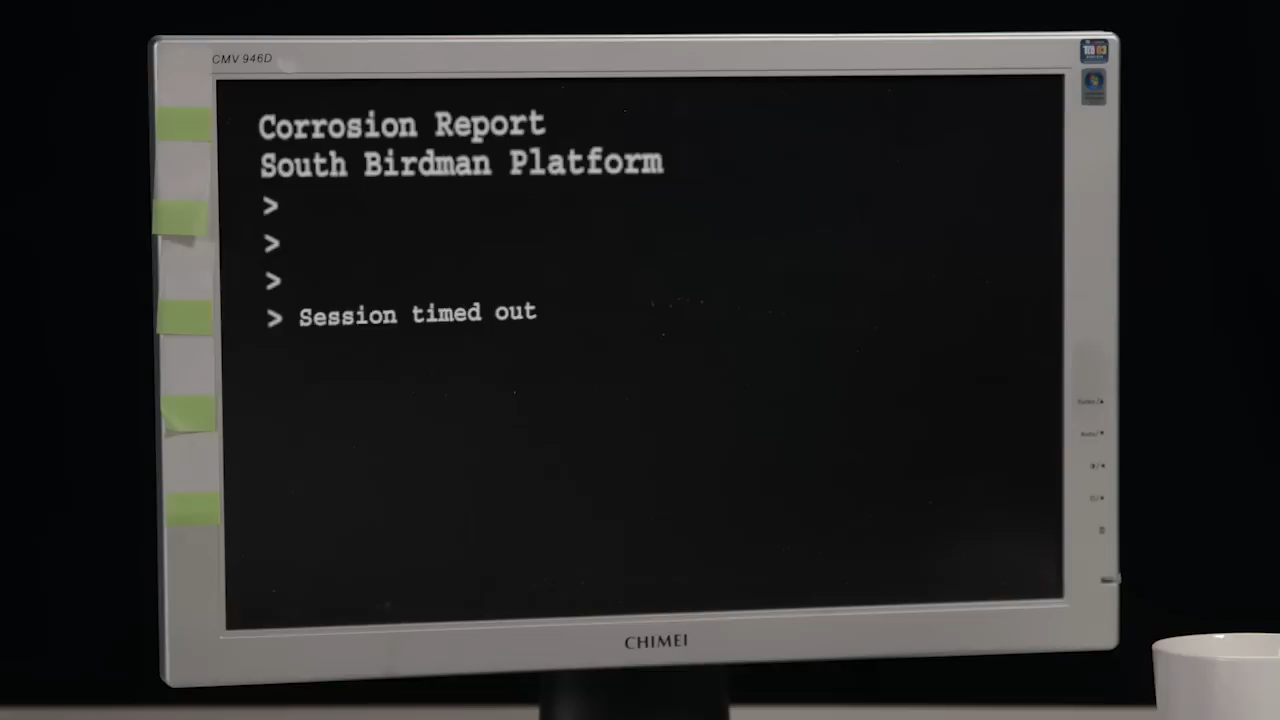 CMV 946D
Corrosion Report
South Birdman Platform
>
>
>
> Session timed out
CHIMEI